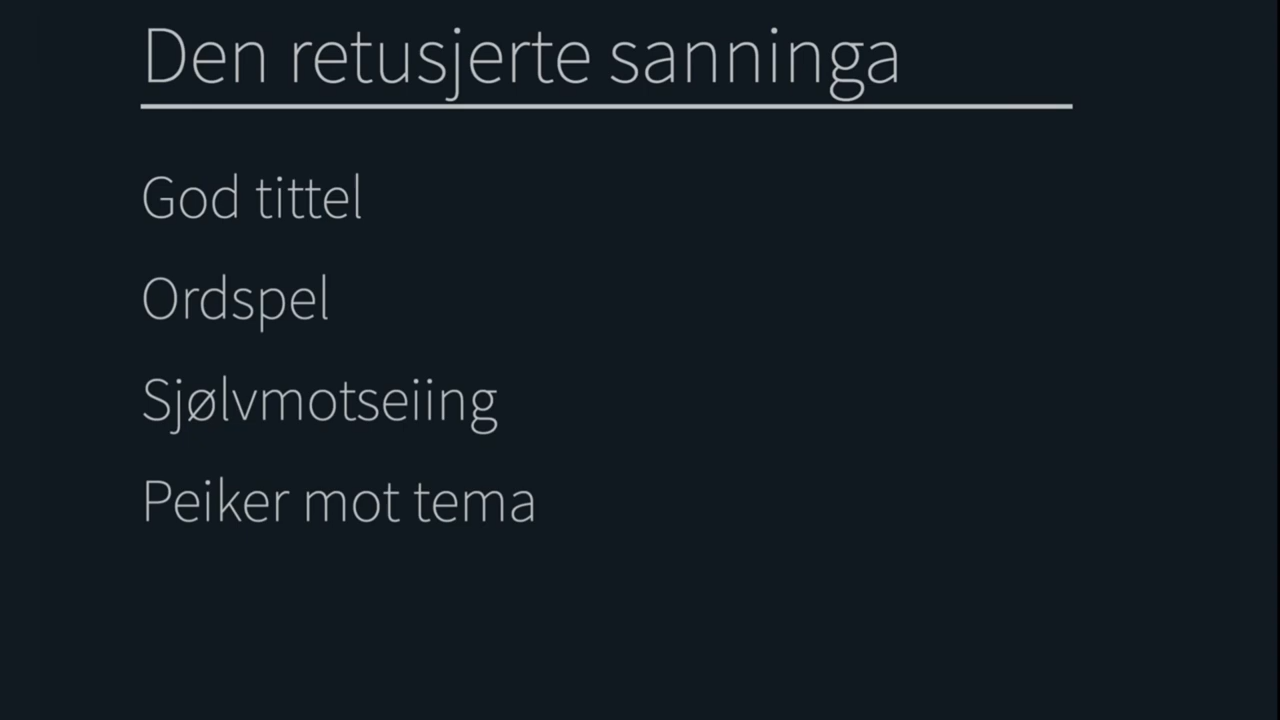 Den retusjerte sanninga
God tittel
Ordspel
Sjølvmotseiing
Peiker mot tema